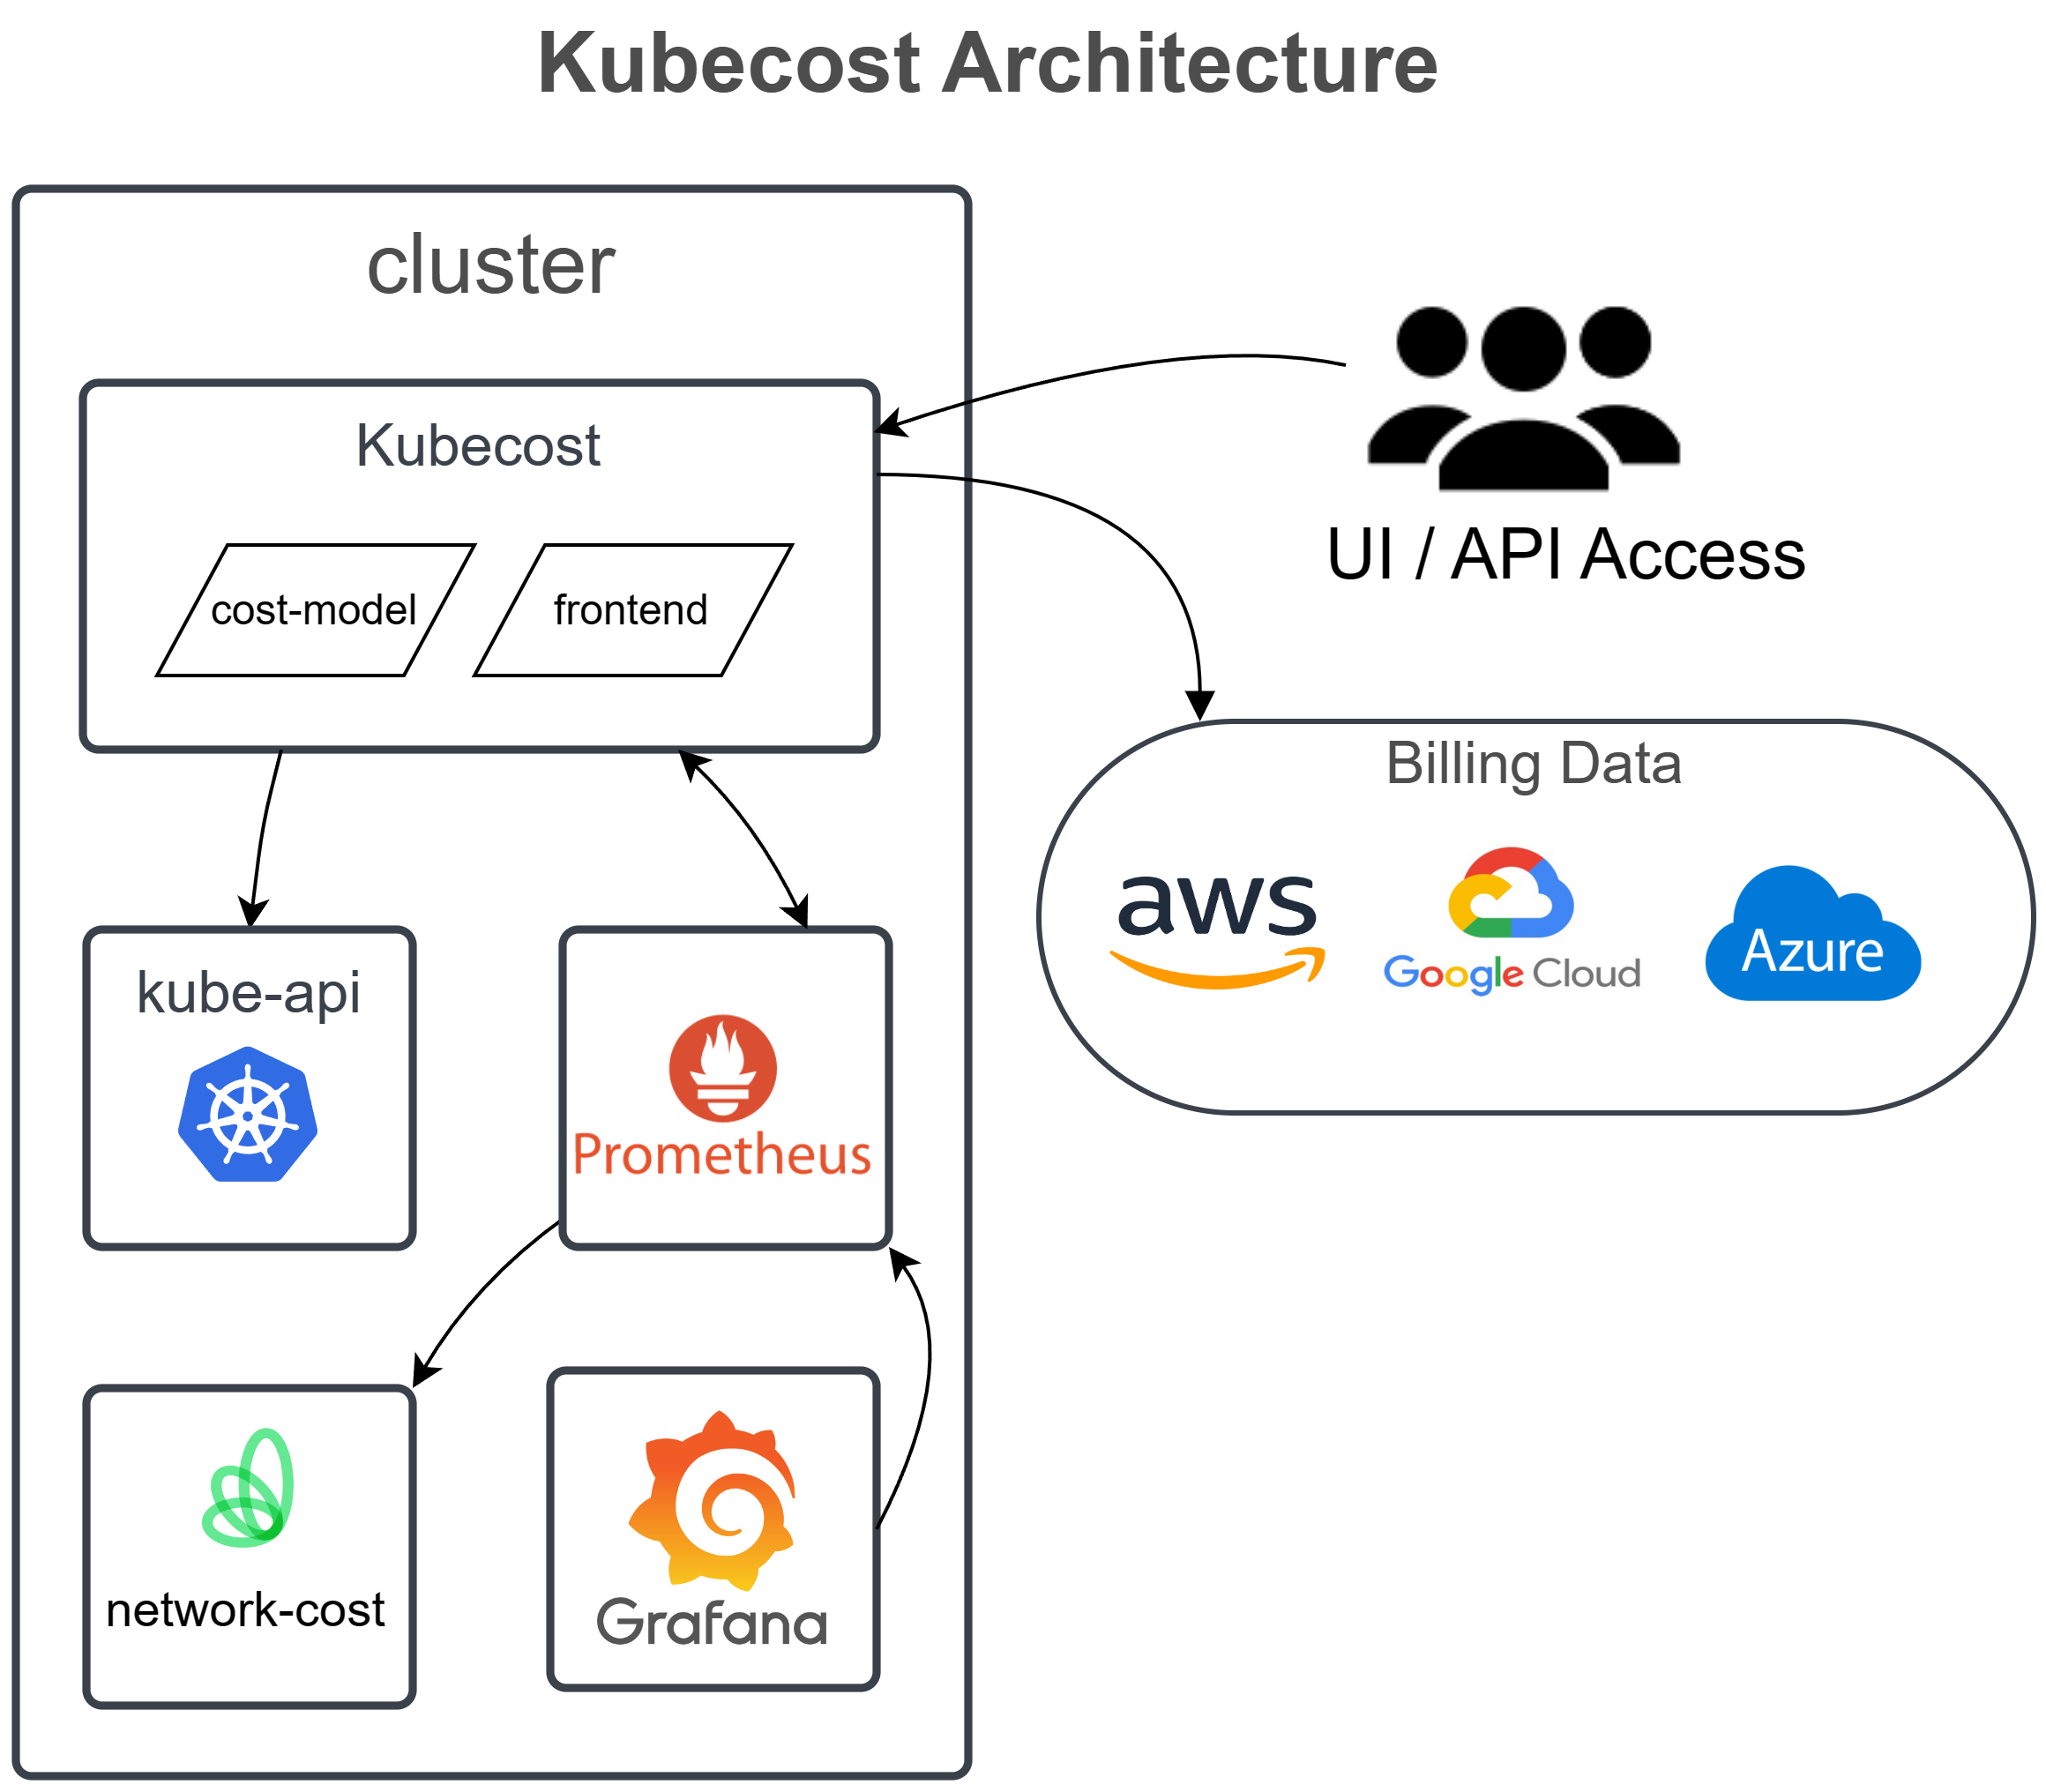 Kubecost Architecture
cluster
Kubecost
cost-model
frontend
UI / API Access
Billing Data
aws
Google Cloud
Azure
kube-api
Prometheus
network-cost
Grafana